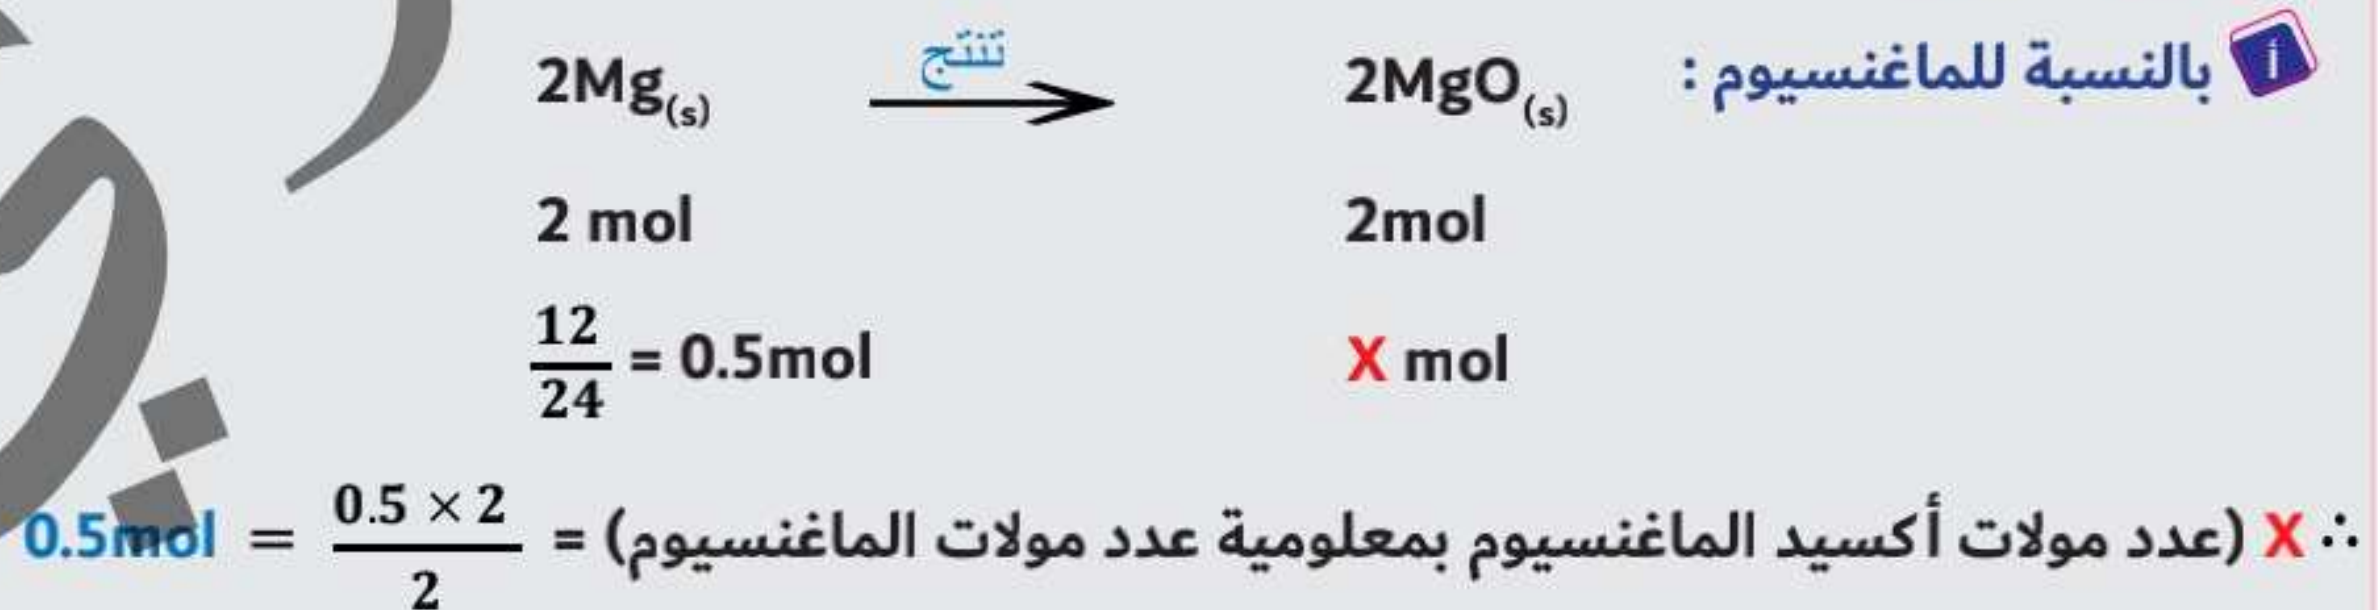 أ بالنسبة للماغنسيوم :
2Mg(s) تنتج 2MgO(s)
2 mol 2mol
12/24 = 0.5mol X mol
∴ X (عدد مولات أكسيد الماغنسيوم بمعلومية عدد مولات الماغنسيوم) = 0.5 × 2 / 2 = 0.5mol